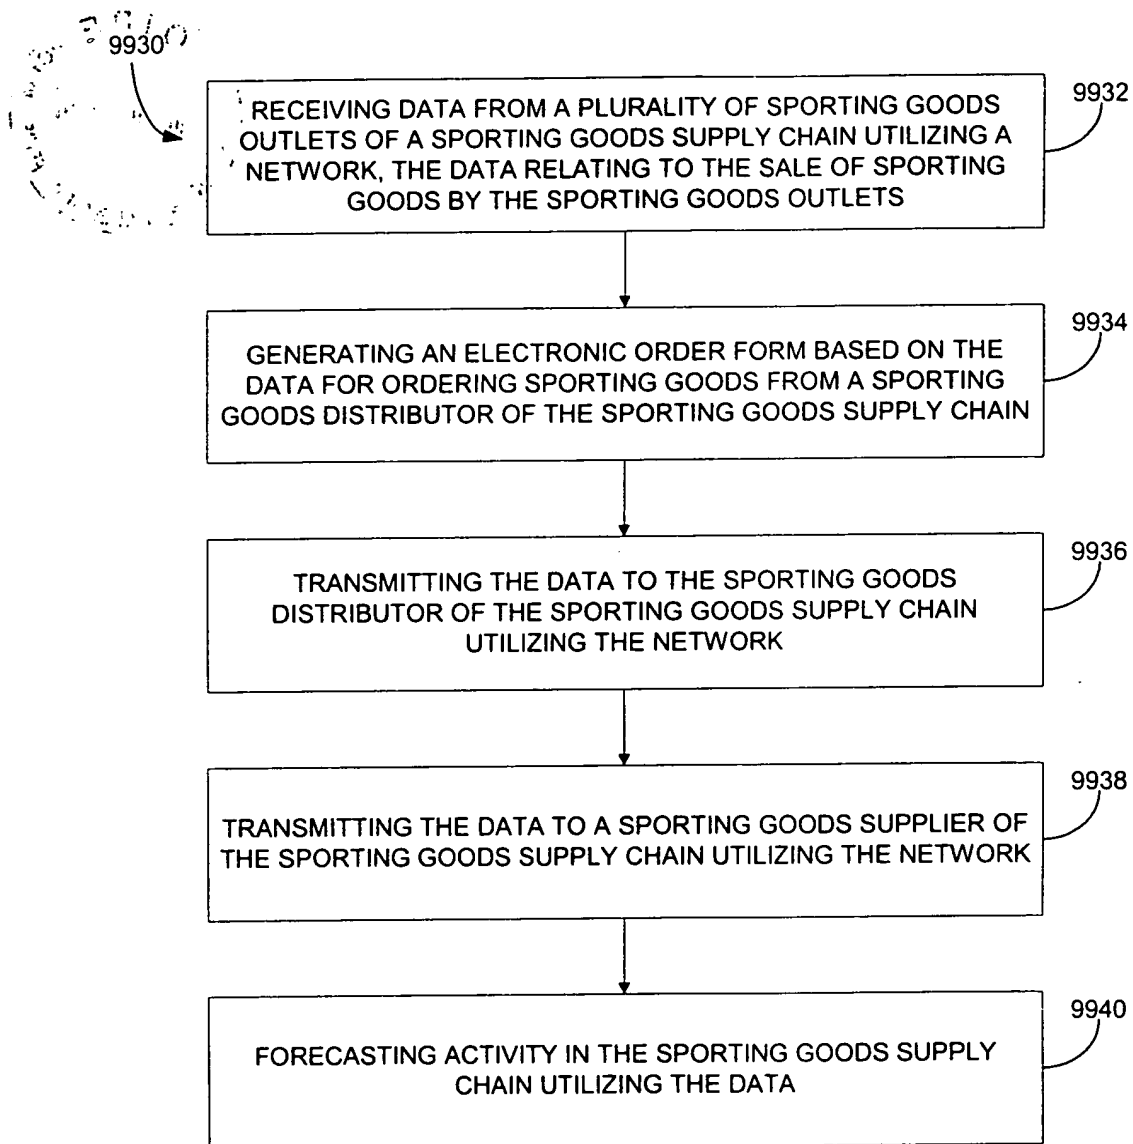 9930
RECEIVING DATA FROM A PLURALITY OF SPORTING GOODS
OUTLETS OF A SPORTING GOODS SUPPLY CHAIN UTILIZING A
NETWORK, THE DATA RELATING TO THE SALE OF SPORTING
GOODS BY THE SPORTING GOODS OUTLETS
9932
GENERATING AN ELECTRONIC ORDER FORM BASED ON THE
DATA FOR ORDERING SPORTING GOODS FROM A SPORTING
GOODS DISTRIBUTOR OF THE SPORTING GOODS SUPPLY CHAIN
9934
TRANSMITTING THE DATA TO THE SPORTING GOODS
DISTRIBUTOR OF THE SPORTING GOODS SUPPLY CHAIN
UTILIZING THE NETWORK
9936
TRANSMITTING THE DATA TO A SPORTING GOODS SUPPLIER OF
THE SPORTING GOODS SUPPLY CHAIN UTILIZING THE NETWORK
9938
FORECASTING ACTIVITY IN THE SPORTING GOODS SUPPLY
CHAIN UTILIZING THE DATA
9940